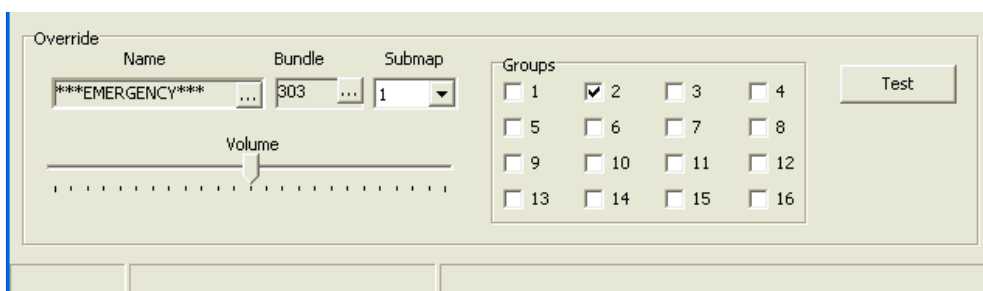 Override
Name Bundle Submap
***EMERGENCY*** ... 303 ... 1
Volume
Groups
1 2 3 4
5 6 7 8
9 10 11 12
13 14 15 16
Test